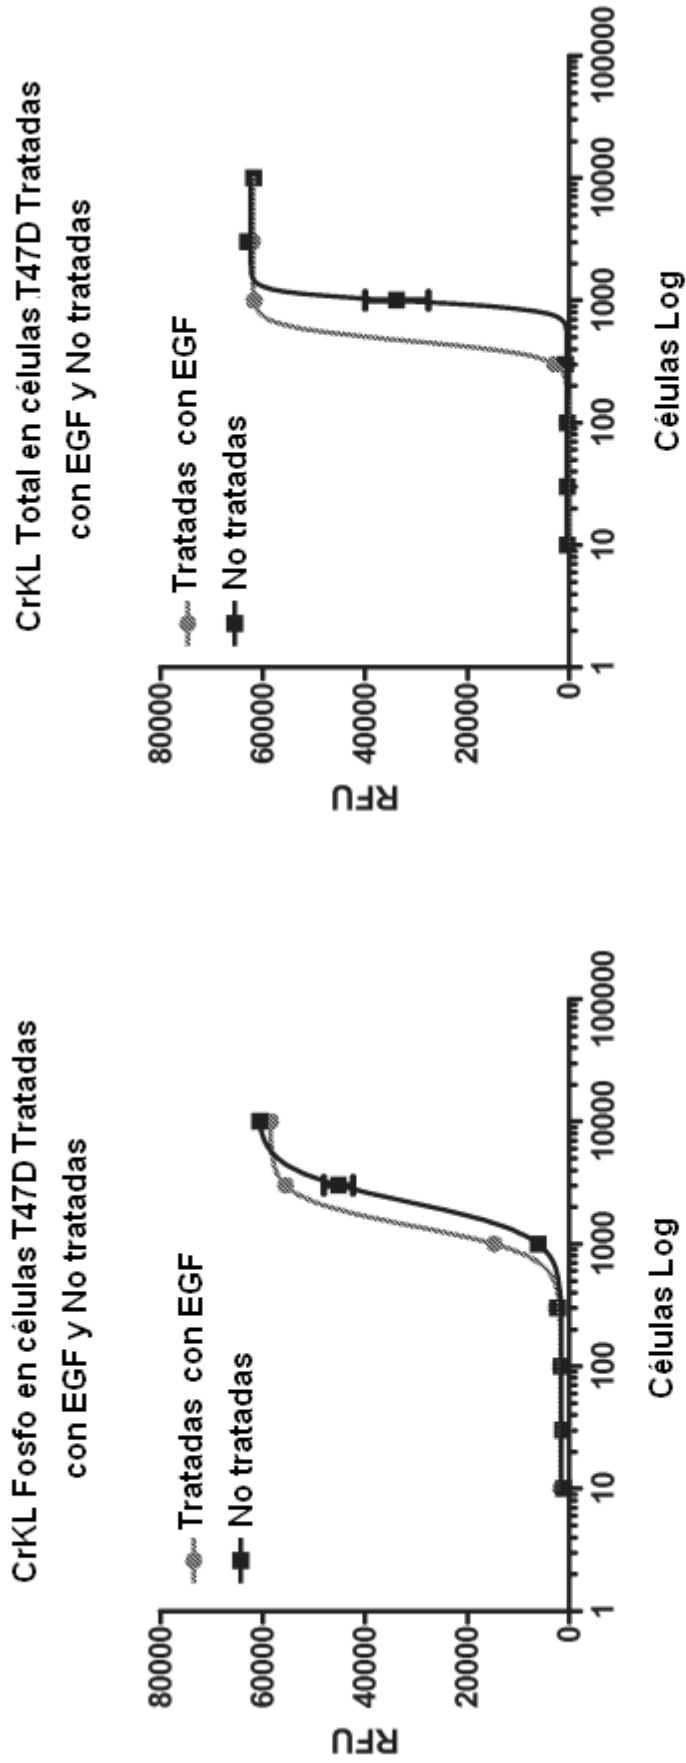 CrKL Fosfo en células T47D Tratadas
con EGF y No tratadas
Tratadas con EGF
No tratadas
80000
60000
40000
20000
0
RFU
1
10
100
1000
10000
100000
Células Log
CrKL Total en células .T47D Tratadas
con EGF y No tratadas
Tratadas con EGF
No tratadas
80000
60000
40000
20000
0
RFU
1
10
100
1000
10000
100000
Células Log